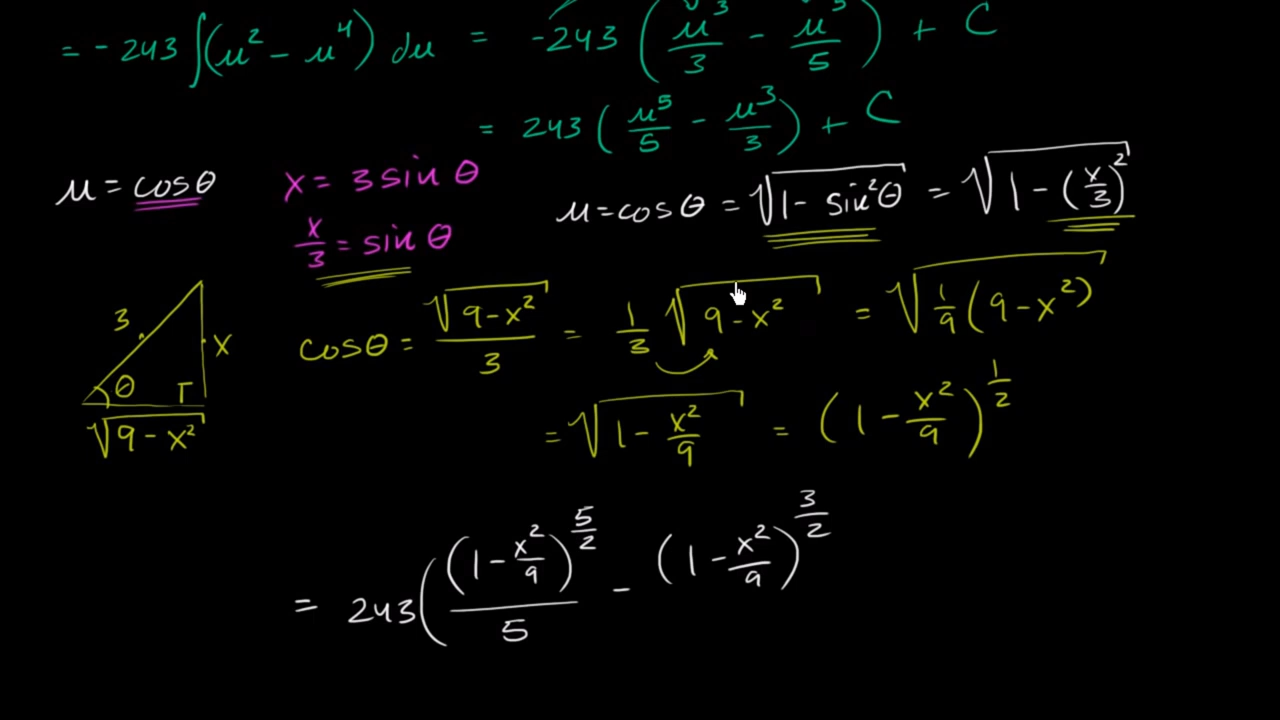 = -243 ∫(u² - u⁴) du = -243 (u³/3 - u⁵/5) + C
= 243 (u⁵/5 - u³/3) + C
u = cosθ x = 3 sin θ u = cos θ = √(1 - sin²θ) = √(1 - (x/3)²)
x/3 = sin θ
3 x θ √(9 - x²)
cosθ = √(9-x²)/3 = 1/3 √(9-x²) = √(1/9 (9-x²))
= √(1 - x²/9) = (1 - x²/9)^(1/2)
= 243 ((1 - x²/9)^(5/2)/5 - (1 - x²/9)^(3/2)